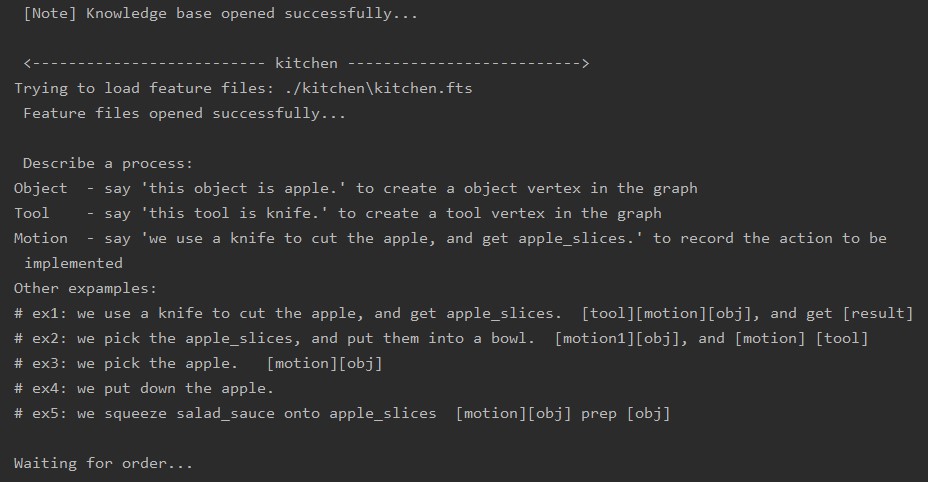 [Note] Knowledge base opened successfully...
<-------------------------- kitchen -------------------------->
Trying to load feature files: ./kitchen\kitchen.fts
Feature files opened successfully...
Describe a process:
Object  - say 'this object is apple.' to create a object vertex in the graph
Tool    - say 'this tool is knife.' to create a tool vertex in the graph
Motion  - say 'we use a knife to cut the apple, and get apple_slices.' to record the action to be
implemented
Other expamples:
# ex1: we use a knife to cut the apple, and get apple_slices.  [tool][motion][obj], and get [result]
# ex2: we pick the apple_slices, and put them into a bowl.  [motion1][obj], and [motion] [tool]
# ex3: we pick the apple.   [motion][obj]
# ex4: we put down the apple.
# ex5: we squeeze salad_sauce onto apple_slices  [motion][obj] prep [obj]
Waiting for order...